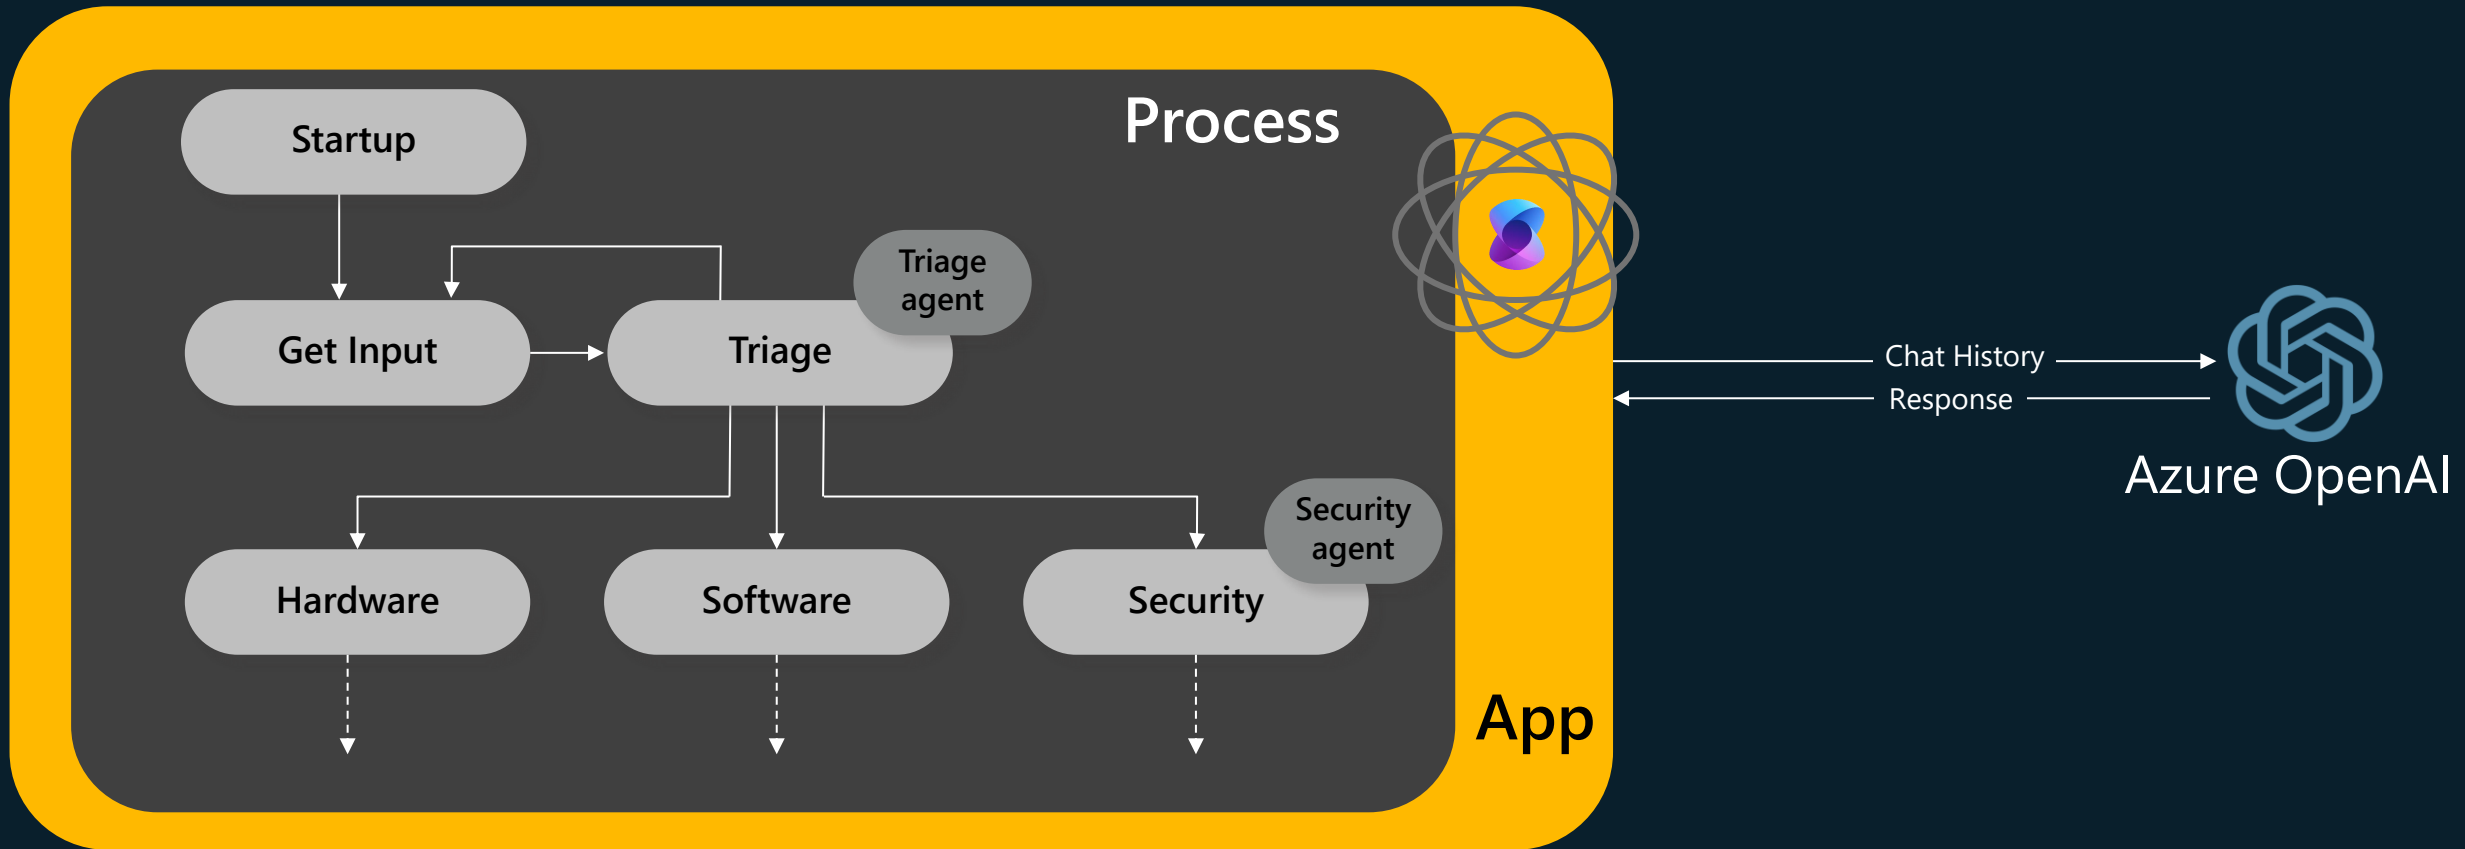 Startup
Process
Triage
agent
Get Input
Triage
Chat History
Response
Azure OpenAI
Security
agent
Hardware
Software
Security
App